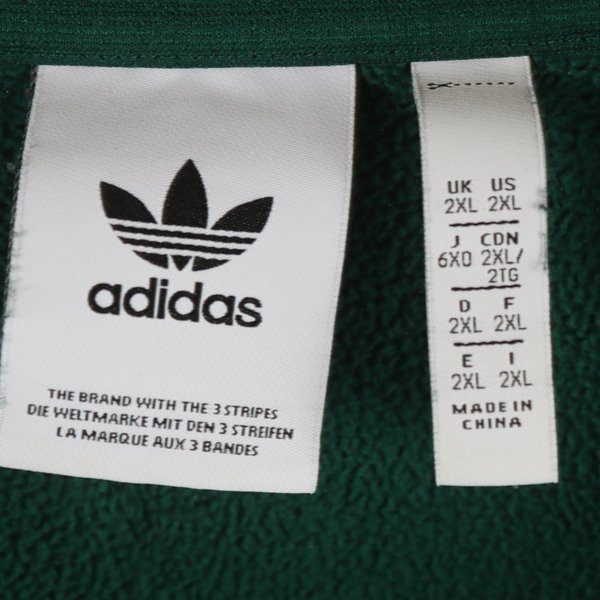 adidas
THE BRAND WITH THE 3 STRIPES
DIE WELTMARKE MIT DEN 3 STREIFEN
LA MARQUE AUX 3 BANDES
UK US
2XL 2XL
J CDN
6XO 2XL/
2TG
D F
2XL 2XL
E I
2XL 2XL
MADE IN
CHINA